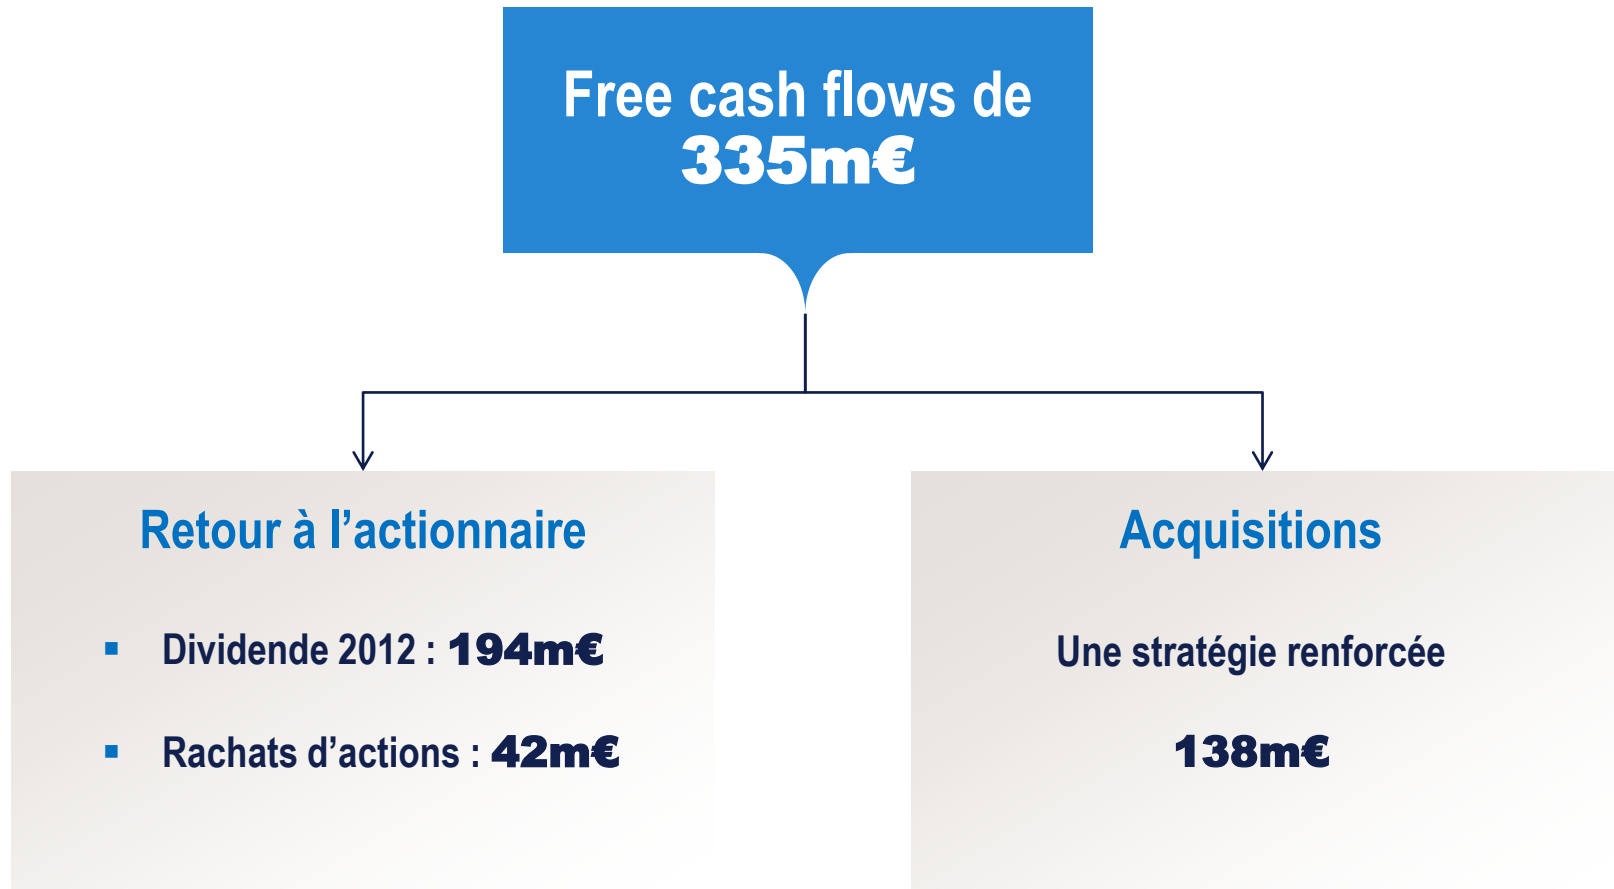 Free cash flows de
335m€
Retour à l’actionnaire
▪ Dividende 2012 : 194m€
▪ Rachats d’actions : 42m€
Acquisitions
Une stratégie renforcée
138m€